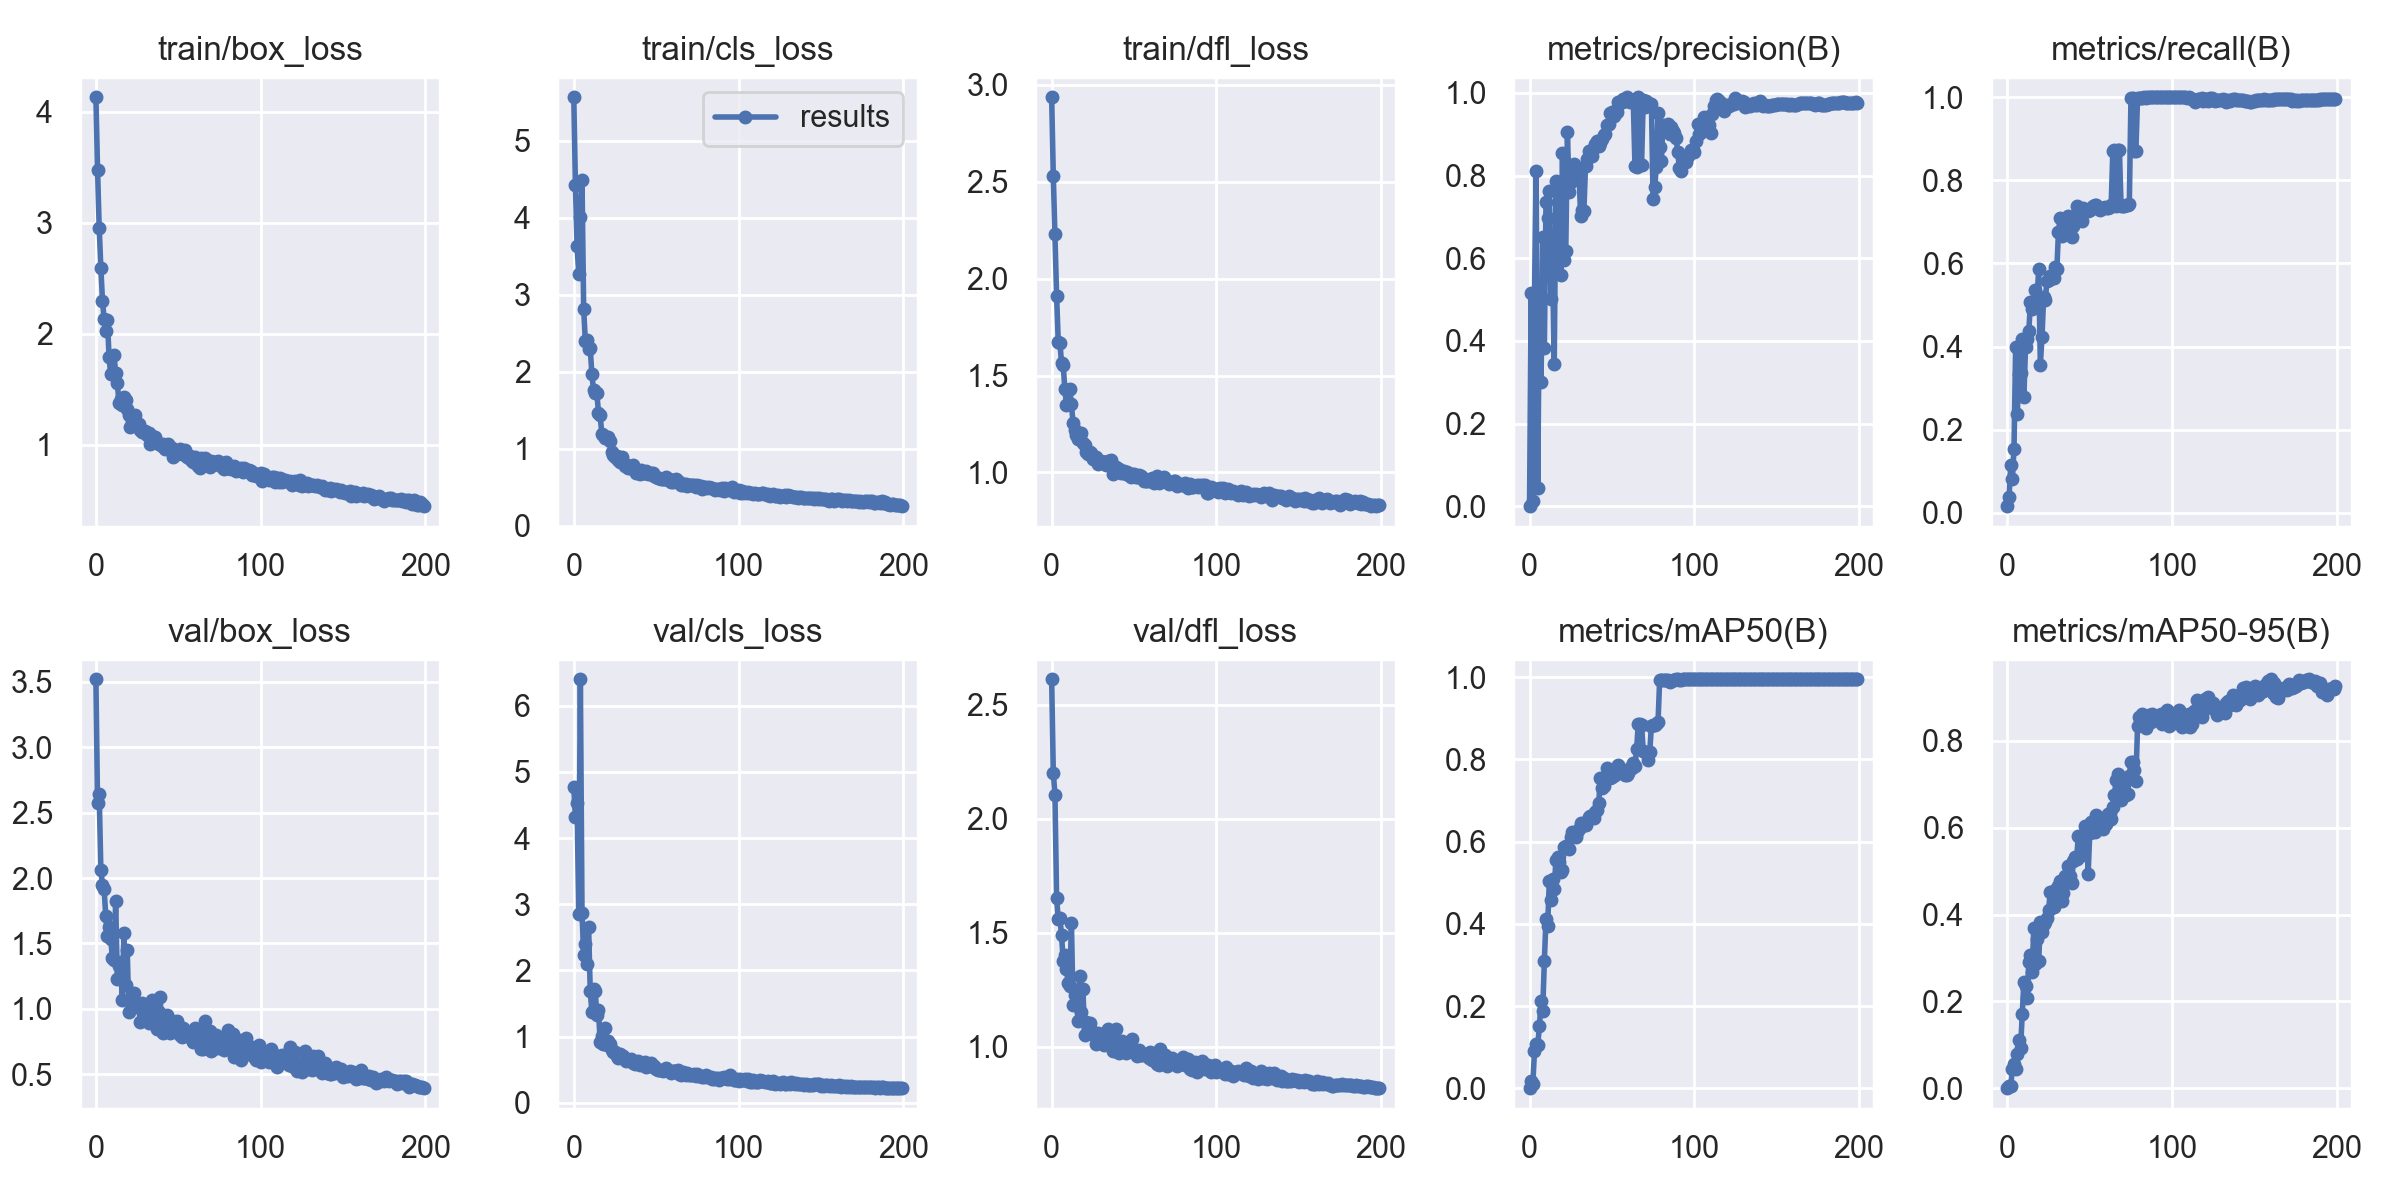 train/box_loss
4
3
2
1
0 100 200
train/cls_loss
results
5
4
3
2
1
0
0 100 200
train/dfl_loss
3.0
2.5
2.0
1.5
1.0
0 100 200
metrics/precision(B)
1.0
0.8
0.6
0.4
0.2
0.0
0 100 200
metrics/recall(B)
1.0
0.8
0.6
0.4
0.2
0.0
0 100 200
val/box_loss
3.5
3.0
2.5
2.0
1.5
1.0
0.5
0 100 200
val/cls_loss
6
5
4
3
2
1
0
0 100 200
val/dfl_loss
2.5
2.0
1.5
1.0
0 100 200
metrics/mAP50(B)
1.0
0.8
0.6
0.4
0.2
0.0
0 100 200
metrics/mAP50-95(B)
0.8
0.6
0.4
0.2
0.0
0 100 200